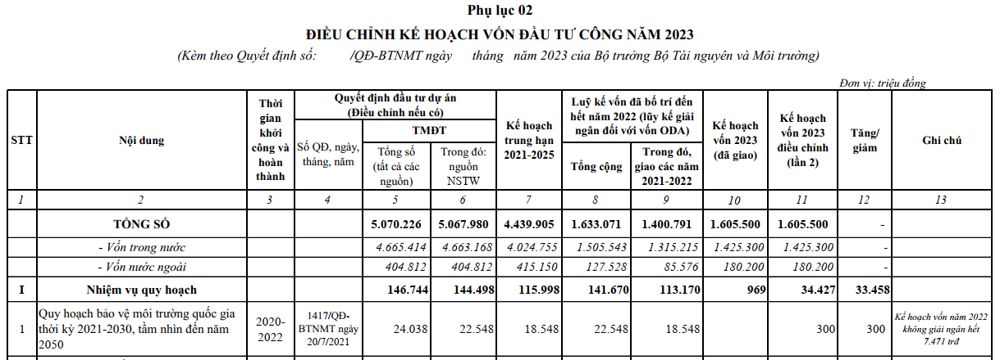 Phụ lục 02
ĐIỀU CHỈNH KẾ HOẠCH VỐN ĐẦU TƯ CÔNG NĂM 2023
(Kèm theo Quyết định số: /QĐ-BTNMT ngày tháng năm 2023 của Bộ trưởng Bộ Tài nguyên và Môi trường)
Đơn vị: triệu đồng
STT
Nội dung
Thời
gian
khởi
công và
hoàn
thành
Quyết định đầu tư dự án
(Điều chỉnh nếu có)
Số QĐ, ngày,
tháng, năm
TMĐT
Tổng số
(tất cả các
nguồn)
Trong đó:
nguồn
NSTW
Kế hoạch
trung hạn
2021-2025
Luỹ kế vốn đã bố trí đến
hết năm 2022 (lũy kế giải
ngân đối với vốn ODA)
Tổng cộng
Trong đó,
giao các năm
2021-2022
Kế hoạch
vốn 2023
(đã giao)
Kế hoạch
vốn 2023
điều chỉnh
(lần 2)
Tăng/
giảm
Ghi chú
1 2 3 4 5 6 7 8 9 10 11 12 13
TỔNG SỐ 5.070.226 5.067.980 4.439.905 1.633.071 1.400.791 1.605.500 1.605.500 -
- Vốn trong nước 4.665.414 4.663.168 4.024.755 1.505.543 1.315.215 1.425.300 1.425.300 -
- Vốn nước ngoài 404.812 404.812 415.150 127.528 85.576 180.200 180.200 -
I Nhiệm vụ quy hoạch 146.744 144.498 115.998 141.670 113.170 969 34.427 33.458
1
Quy hoạch bảo vệ môi trường quốc gia
thời kỳ 2021-2030, tầm nhìn đến năm
2050
2020-
2022
1417/QĐ-
BTNMT ngày
20/7/2021
24.038 22.548 18.548 22.548 18.548 300 300
Kế hoạch vốn năm 2022
không giải ngân hết
7.471 trđ